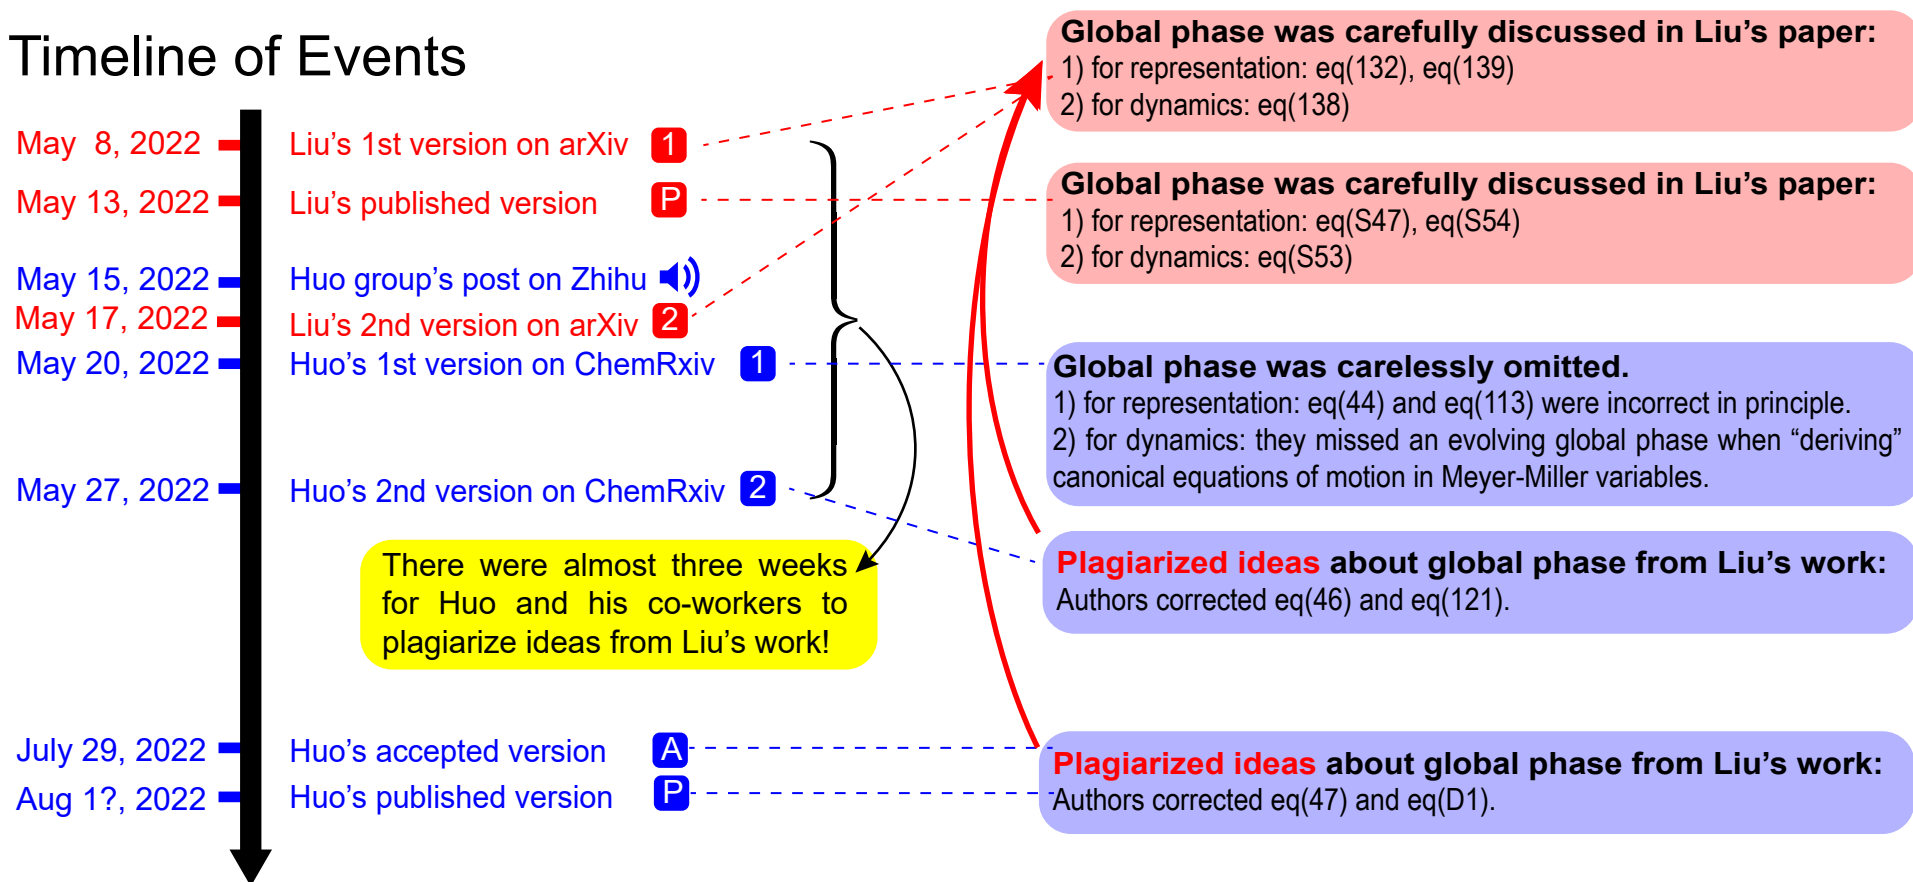 Timeline of Events
May 8, 2022
Liu's 1st version on arXiv
1
May 13, 2022
Liu's published version
P
May 15, 2022
Huo group's post on Zhihu
May 17, 2022
Liu's 2nd version on arXiv
2
May 20, 2022
Huo's 1st version on ChemRxiv
1
May 27, 2022
Huo's 2nd version on ChemRxiv
2
There were almost three weeks
for Huo and his co-workers to
plagiarize ideas from Liu's work!
July 29, 2022
Huo's accepted version
A
Aug 1?, 2022
Huo's published version
P
Global phase was carefully discussed in Liu's paper:
1) for representation: eq(132), eq(139)
2) for dynamics: eq(138)
Global phase was carefully discussed in Liu's paper:
1) for representation: eq(S47), eq(S54)
2) for dynamics: eq(S53)
Global phase was carelessly omitted.
1) for representation: eq(44) and eq(113) were incorrect in principle.
2) for dynamics: they missed an evolving global phase when “deriving”
canonical equations of motion in Meyer-Miller variables.
Plagiarized ideas about global phase from Liu's work:
Authors corrected eq(46) and eq(121).
Plagiarized ideas about global phase from Liu's work:
Authors corrected eq(47) and eq(D1).